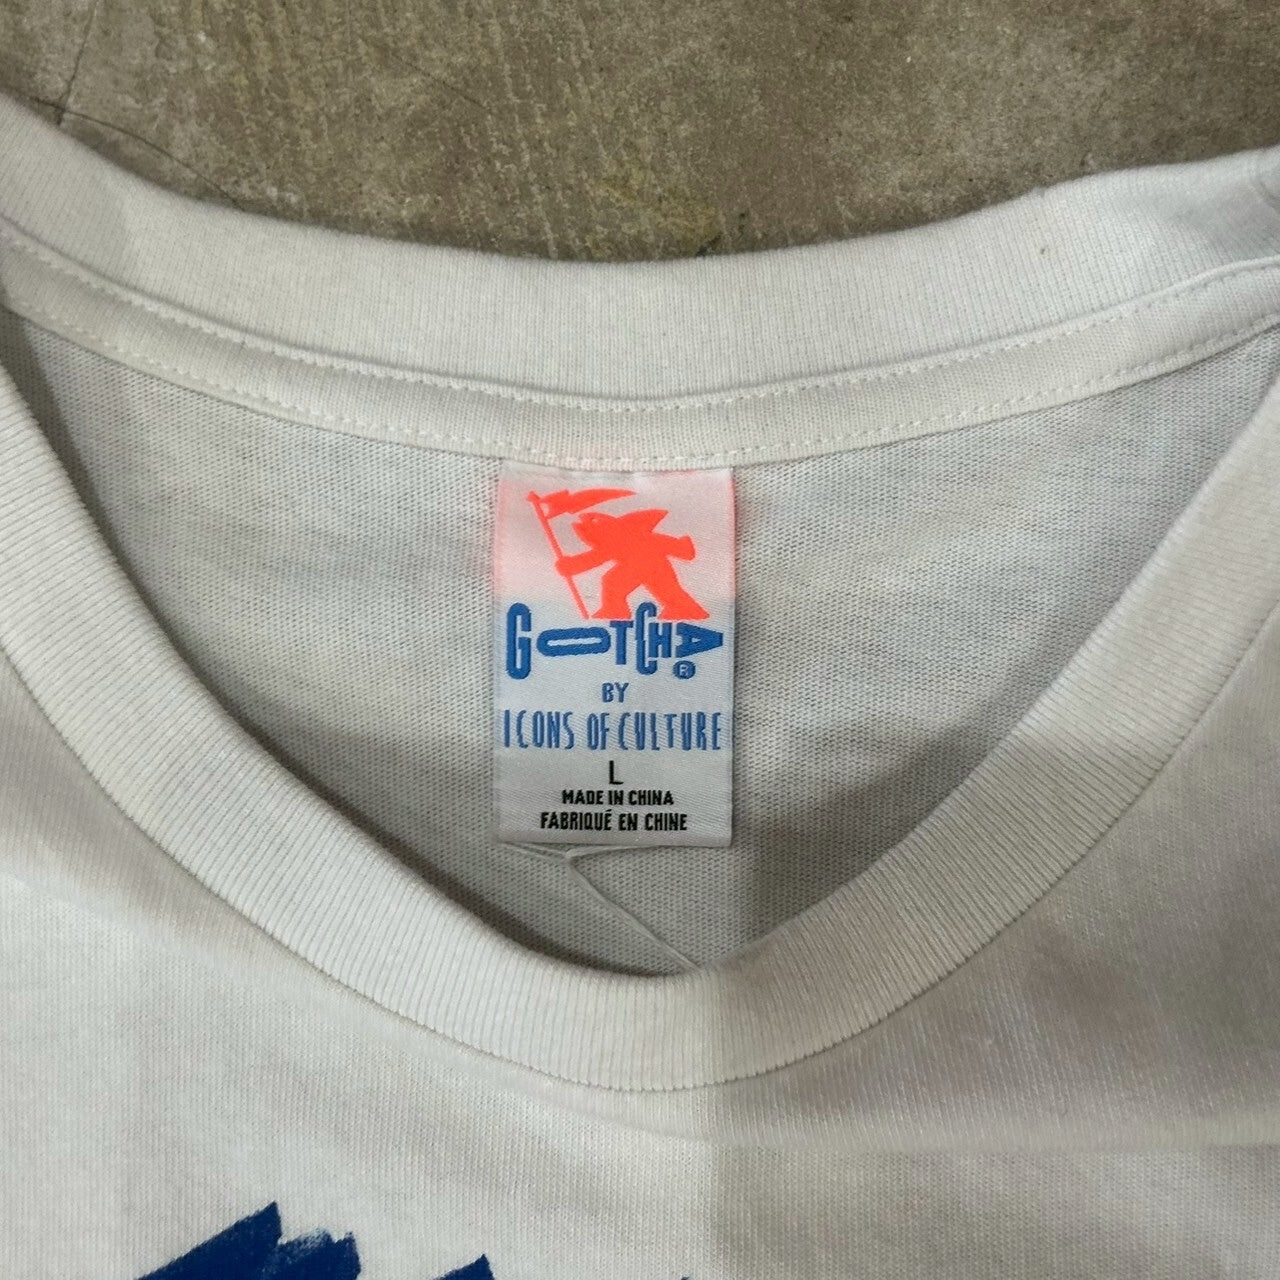 GOTCHA®
BY
ICONS OF CULTURE
L
MADE IN CHINA
FABRIQUÉ EN CHINE